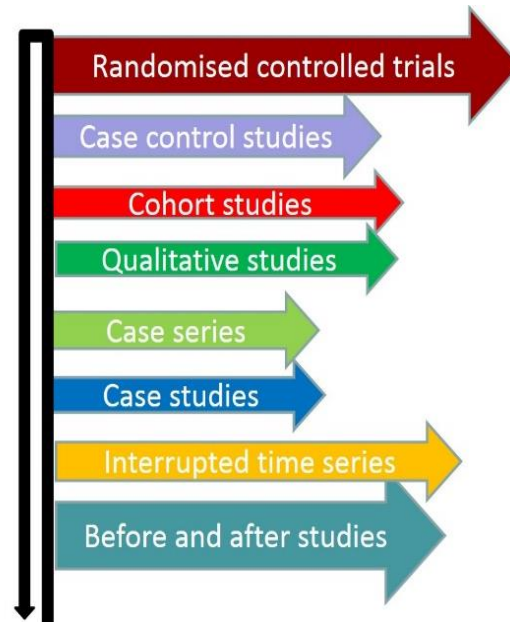 Randomised controlled trials
Case control studies
Cohort studies
Qualitative studies
Case series
Case studies
Interrupted time series
Before and after studies